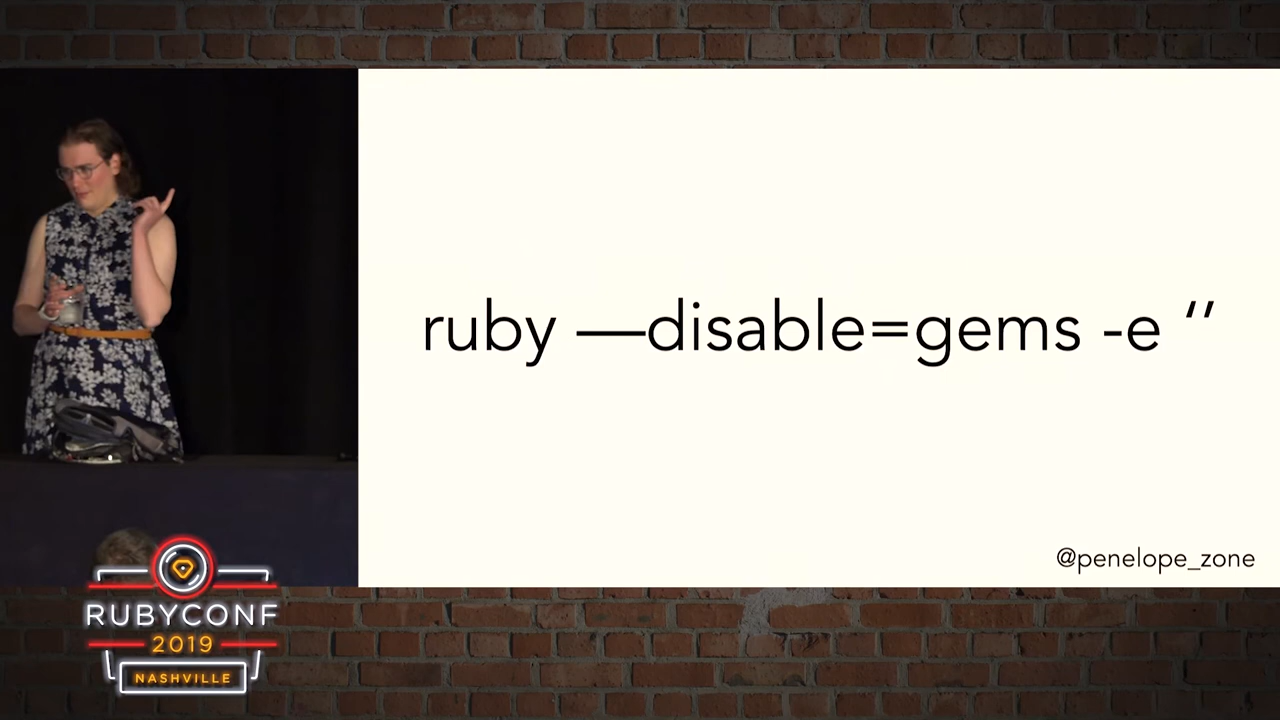 ruby —disable=gems -e ‘’
@penelope_zone
RUBYCONF
2019
NASHVILLE